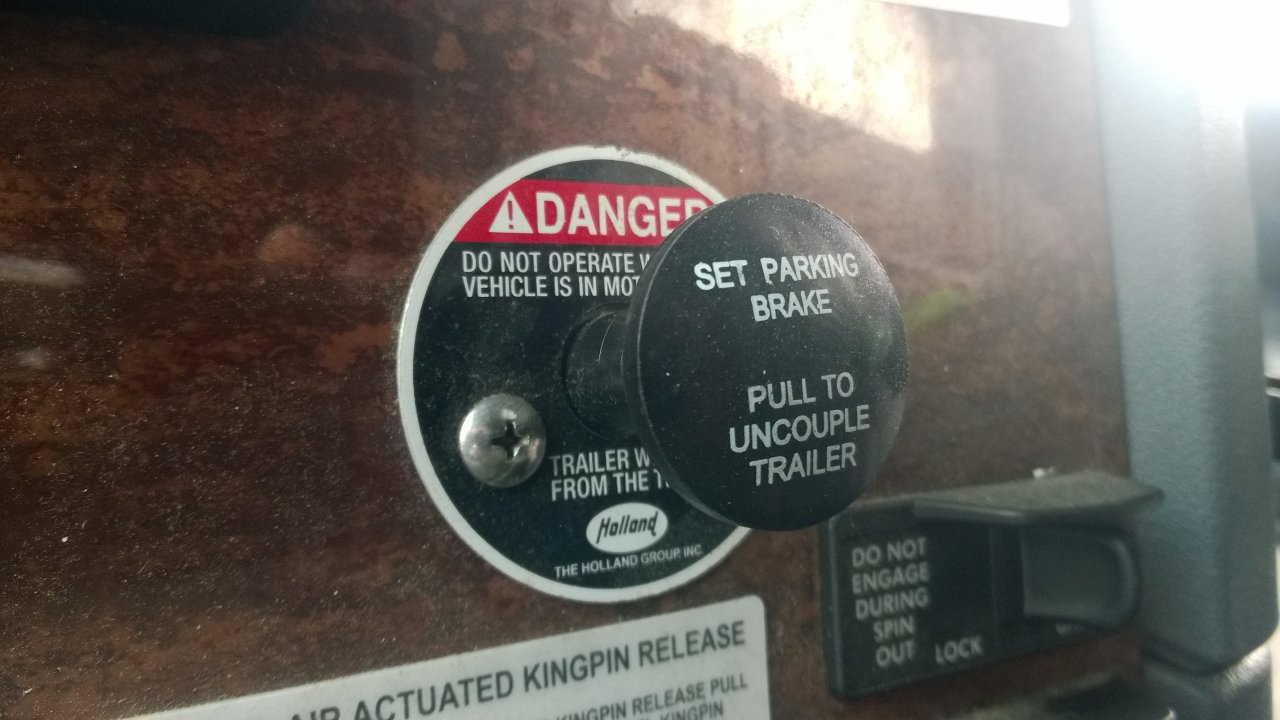 DANGER
DO NOT OPERATE
VEHICLE IS IN
TRAILER
FROM THE
Holland
THE HOLLAND GROUP, INC.
SET PARKING
BRAKE
PULL TO
UNCOUPLE
TRAILER
DO NOT
ENGAGE
DURING
SPIN
OUT
LOCK
AIR ACTUATED KINGPIN RELEASE
KINGPIN RELEASE PULL
KINGPIN